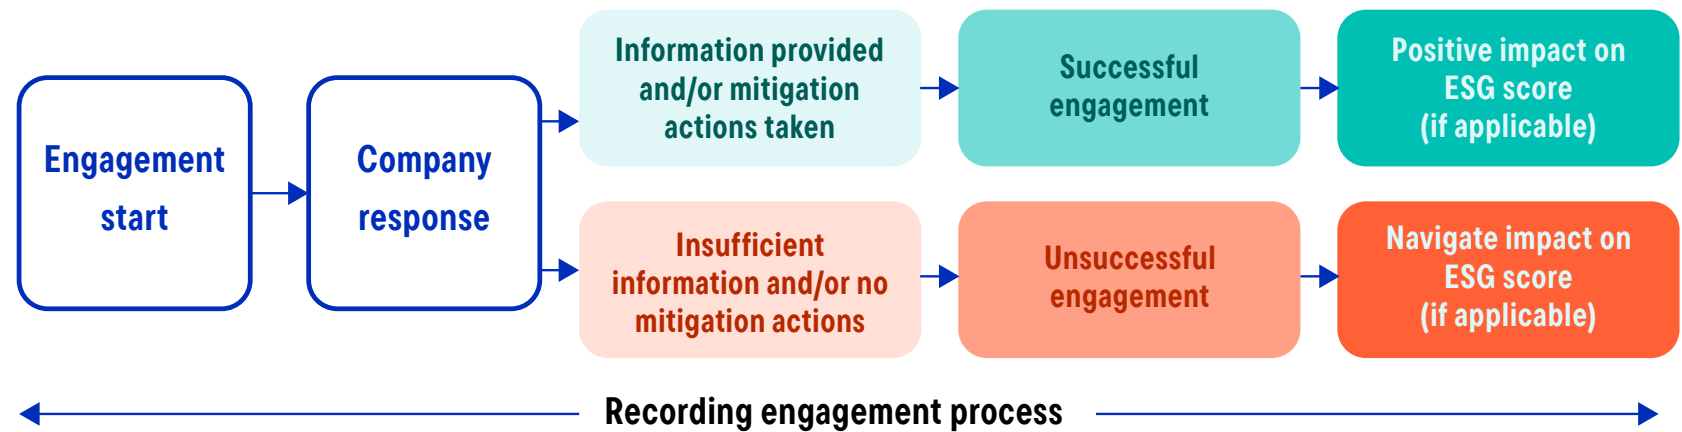 Engagement
start
Company
response
Information provided
and/or mitigation
actions taken
Successful
engagement
Positive impact on
ESG score
(if applicable)
Insufficient
information and/or no
mitigation actions
Unsuccessful
engagement
Navigate impact on
ESG score
(if applicable)
Recording engagement process